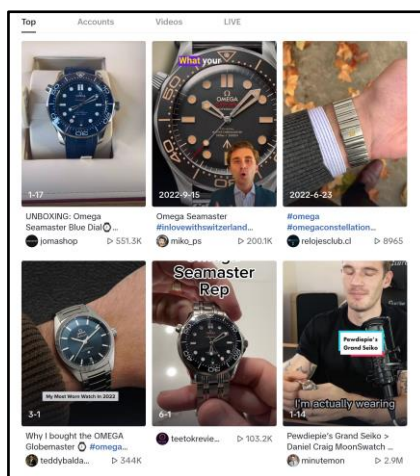 Top
Accounts
Videos
LIVE
1-17
UNBOXING: Omega
Seamaster Blue Dial⌚...
jomashop
▷ 551.3K
What your
OMEGA
2022-9-15
Omega Seamaster
#inlovewithswitzerland...
miko_ps
▷ 200.1K
2022-6-23
#omega
#omegaconstellation...
relojesclub.cl
▷ 8965
My Most Worn Watch In 2022
3-1
Why I bought the OMEGA
Globemaster ⌚ #omega...
teddybalda...
▷ 344K
Seamaster
Rep
6-1
teetokrevie...
▷ 103.2K
Pewdiepie's
Grand Seiko
I'm actually wearing
1-14
Pewdiepie's Grand Seiko >
Daniel Craig MoonSwatch ...
minutemon
▷ 2.9M